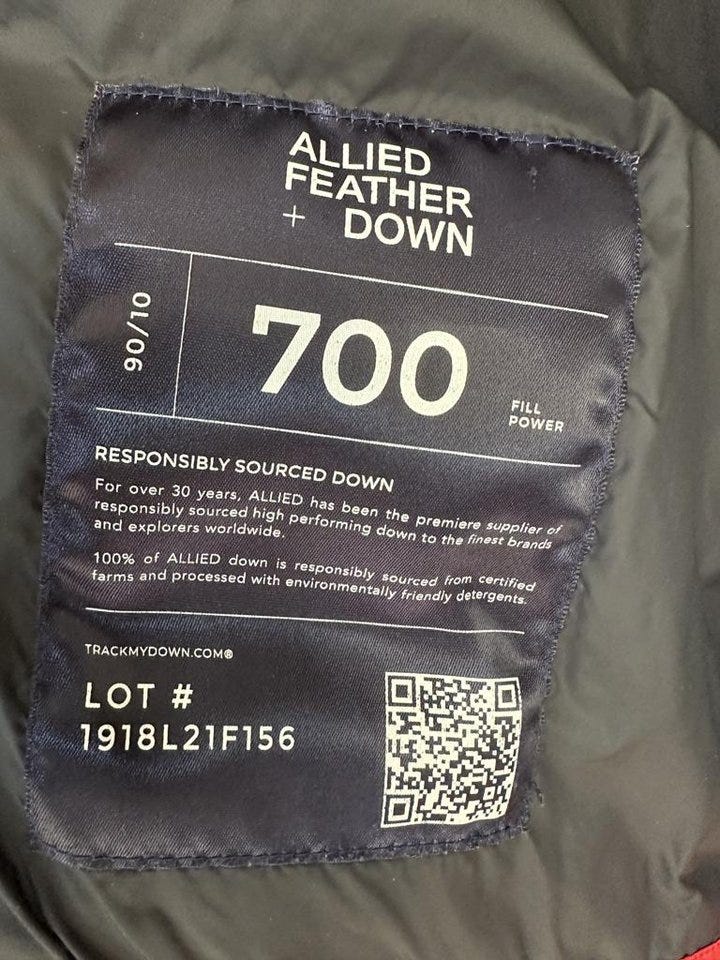 ALLIED
FEATHER
+ DOWN
90/10
700
FILL
POWER
RESPONSIBLY SOURCED DOWN
For over 30 years, ALLIED has been the premiere supplier of
responsibly sourced high performing down to the finest brands
and explorers worldwide.
100% of ALLIED down is responsibly sourced from certified
farms and processed with environmentally friendly detergents.
TRACKMYDOWN.COM®
LOT #
1918L21F156